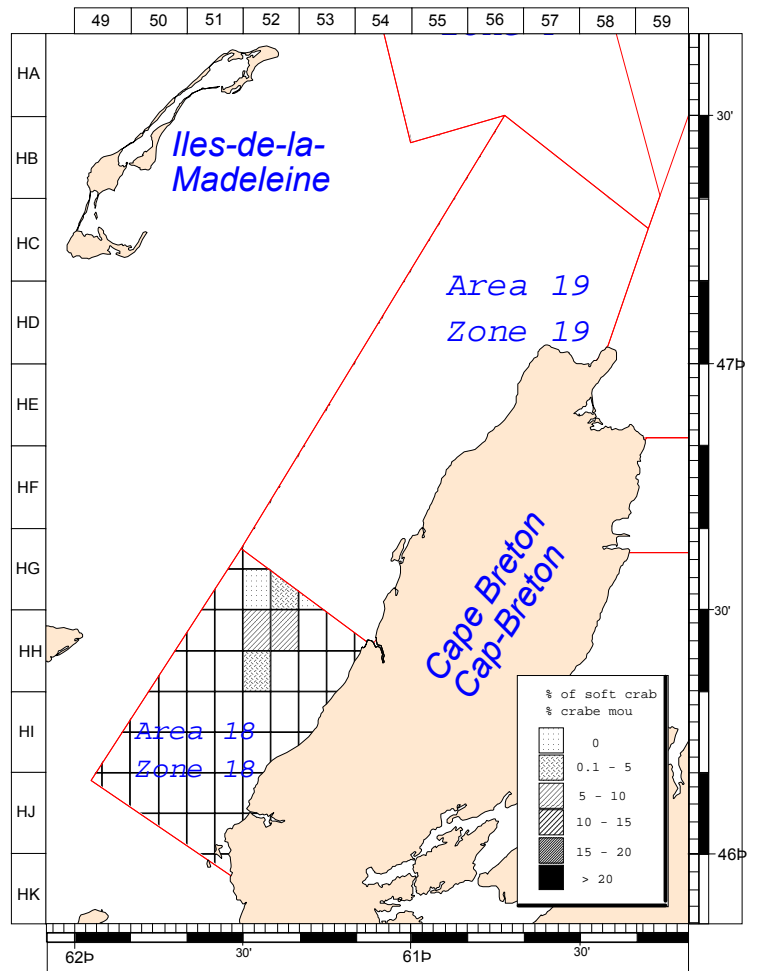 49 50 51 52 53 54 55 56 57 58 59
HA
30'
HB
Iles-de-la-
Madeleine
HC
Area 19
HD
Zone 19
47Þ
HE
HF
HG
Cape Breton
Cap-Breton
30'
HH
% of soft crab
% crabe mou
HI
Area 18
0
Zone 18
0.1 - 5
5 - 10
HJ
10 - 15
15 - 20
46Þ
> 20
HK
62Þ 30' 61Þ 30'